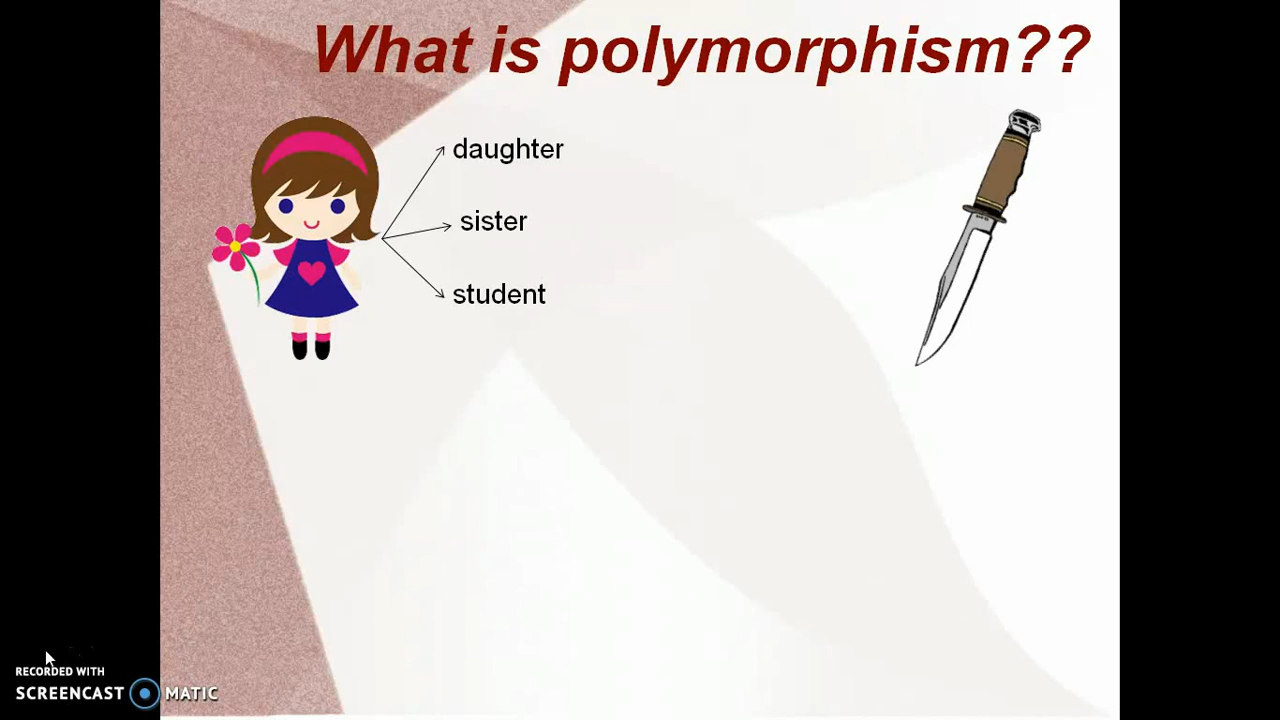 What is polymorphism??
daughter
sister
student
RECORDED WITH
SCREENCAST MATIC